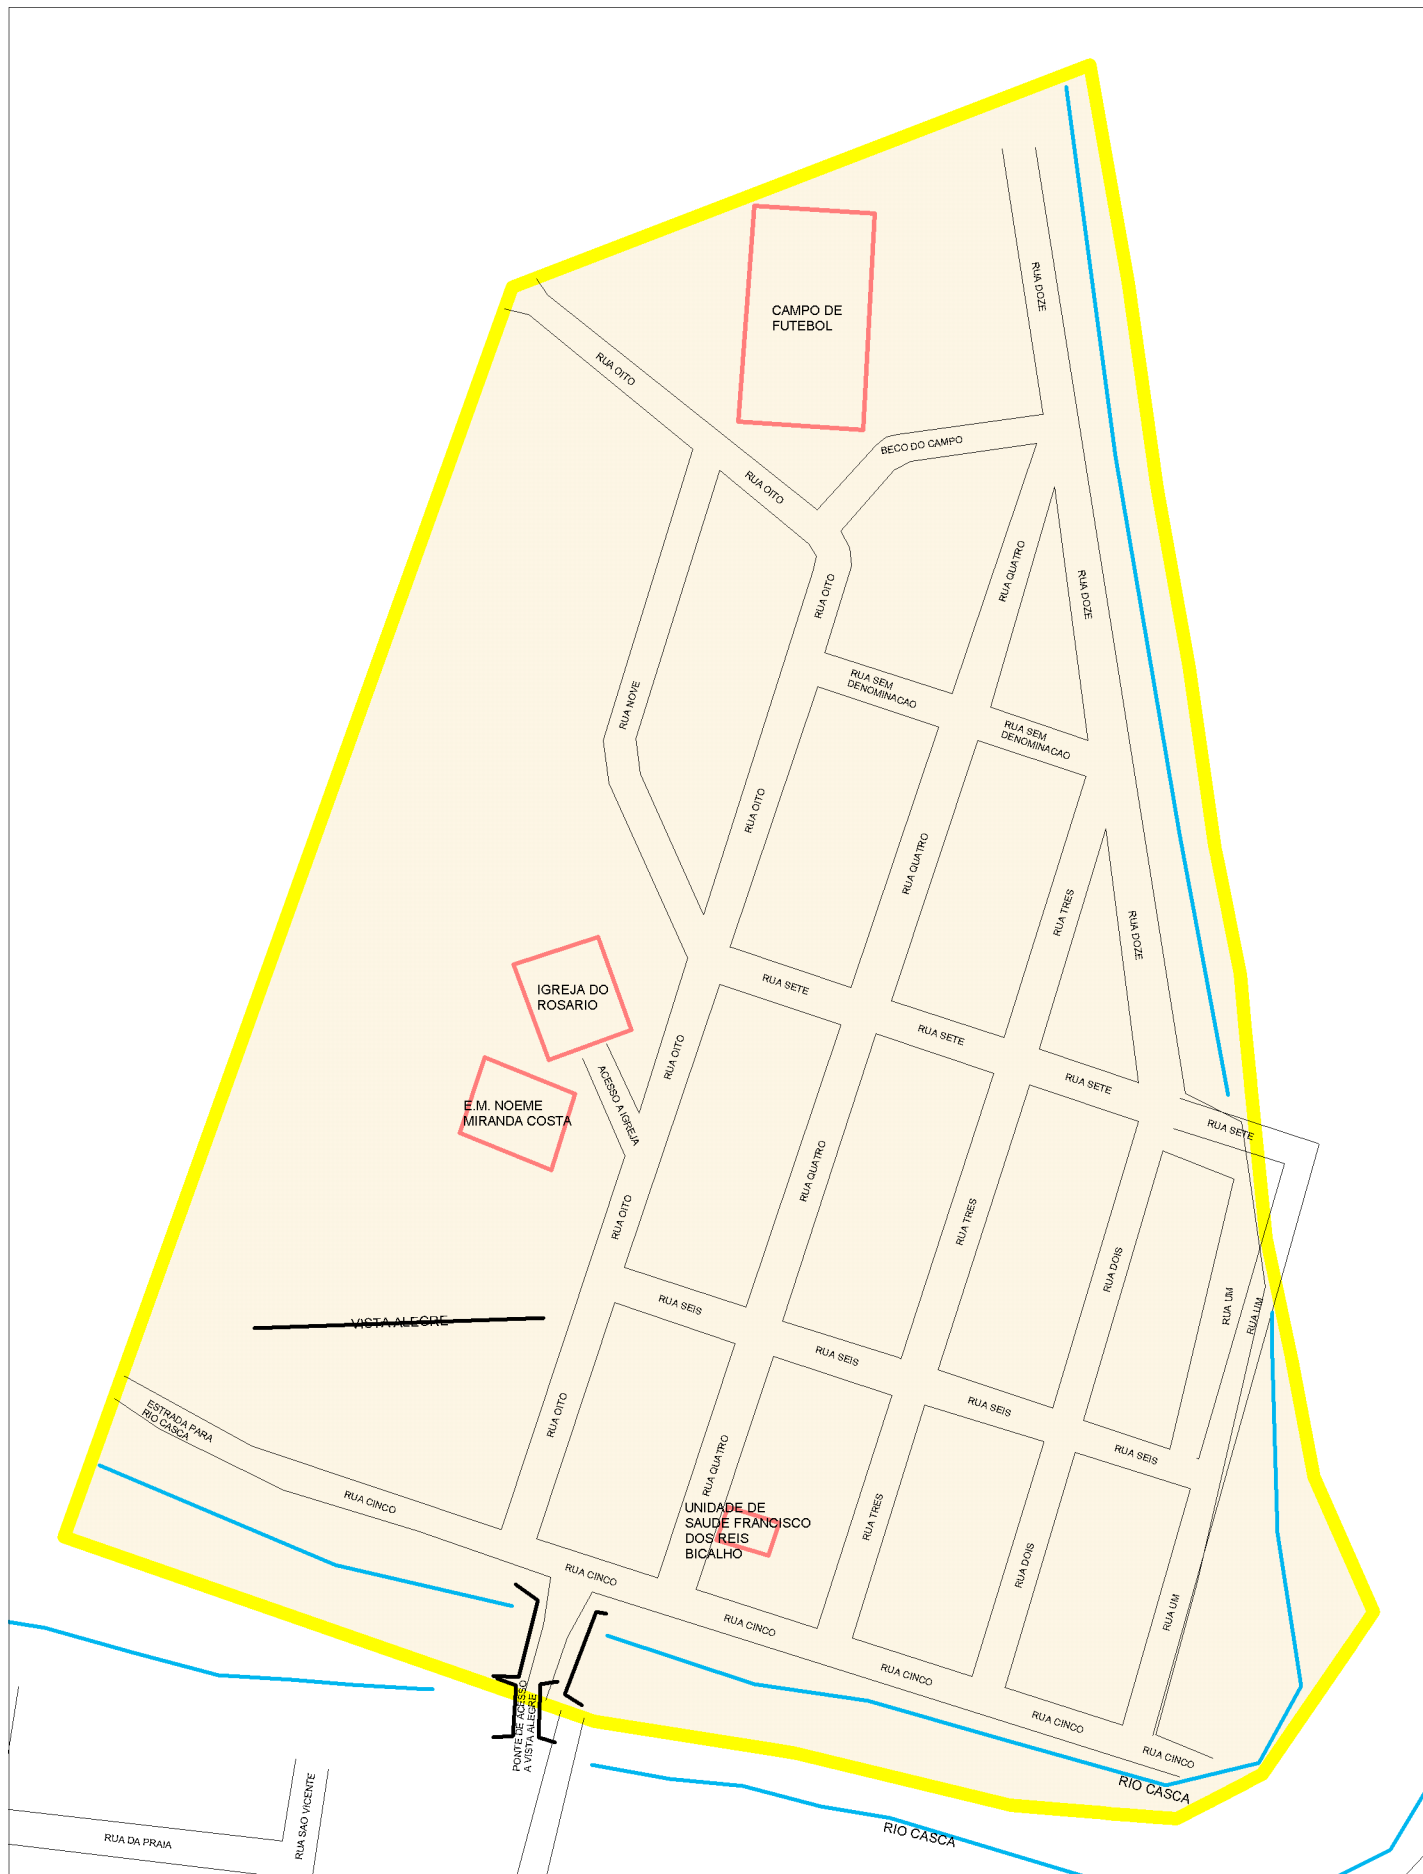 RUA DOZE
CAMPO DE
FUTEBOL
RUA OITO
BECO DO CAMPO
RUA OITO
RUA QUATRO
RUA OITO
RUA DOZE
RUA SEM
DENOMINACAO
RUA NOVE
RUA SEM
DENOMINACAO
RUA OITO
RUA QUATRO
RUA TRES
RUA DOZE
RUA SETE
IGREJA DO
ROSARIO
RUA SETE
RUA OITO
RUA SETE
ACESSO A IGREJA
E.M. NOEME
MIRANDA COSTA
RUA SETE
RUA QUATRO
RUA OITO
RUA TRES
RUA DOIS
RUA SEIS
RUA UM
RUA UM
VISTA ALEGRE
RUA SEIS
RUA OITO
RUA SEIS
ESTRADA PARA
RIO CASCA
RUA SEIS
RUA QUATRO
RUA CINCO
UNIDADE DE
SAUDE FRANCISCO
DOS REIS
BICALHO
RUA TRES
RUA DOIS
RUA CINCO
RUA UM
RUA CINCO
RUA CINCO
RUA CINCO
RUA CINCO
PONTE DE ACESSO
A VISTA ALEGRE
RIO CASCA
RUA SAO VICENTE
RUA DA PRAIA
RIO CASCA